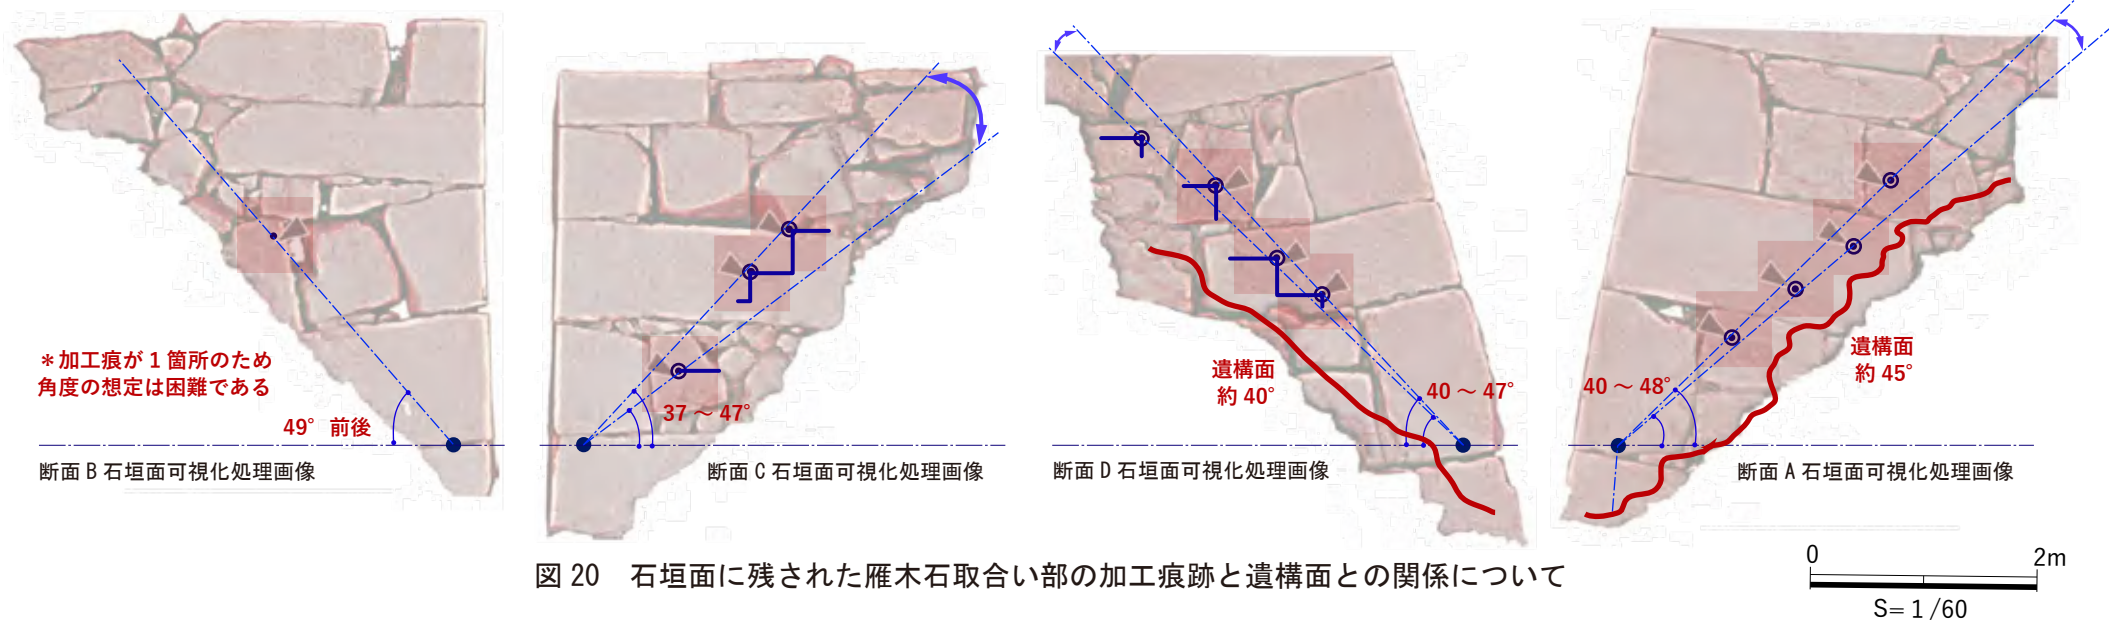 ＊加工痕が１箇所のため
角度の想定は困難である
49°前後
断面 B 石垣面可視化処理画像
37 ～ 47°
断面 C 石垣面可視化処理画像
遺構面
約 40°
40 ～ 47°
断面 D 石垣面可視化処理画像
40 ～ 48°
遺構面
約 45°
断面 A 石垣面可視化処理画像
図 20　石垣面に残された雁木石取合い部の加工痕跡と遺構面との関係について
0 2m
S= 1 /60